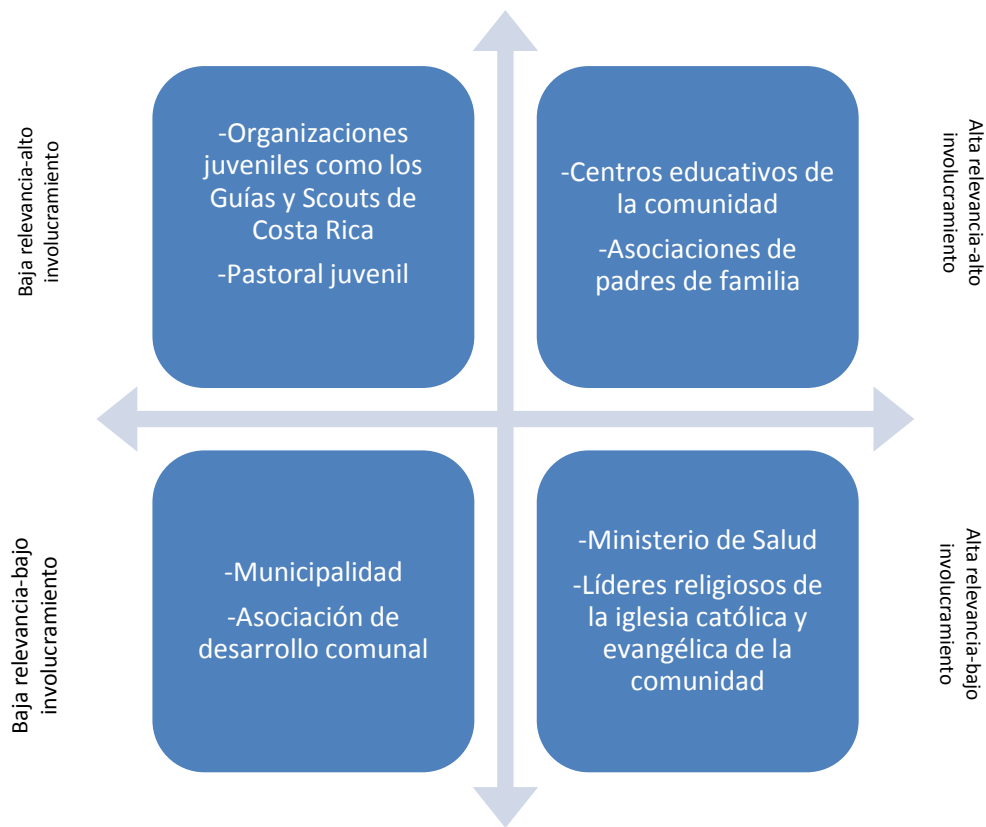 Baja relevancia-alto
involucramiento
-Organizaciones
juveniles como los
Guías y Scouts de
Costa Rica
-Pastoral juvenil
-Centros educativos de
la comunidad
-Asociaciones de
padres de familia
Alta relevancia-alto
involucramiento
Baja relevancia-bajo
involucramiento
-Municipalidad
-Asociación de
desarrollo comunal
-Ministerio de Salud
-Líderes religiosos de
la iglesia católica y
evangélica de la
comunidad
Alta relevancia-bajo
involucramiento